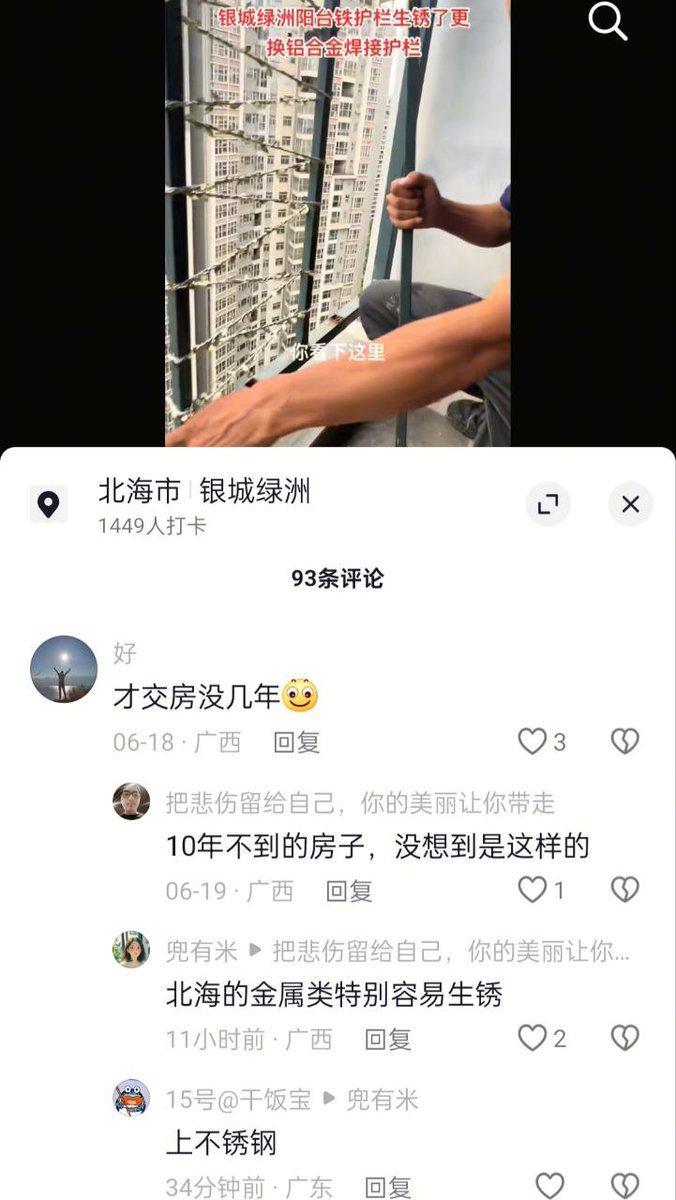 银城绿洲阳台铁护栏生锈了更
换铝合金焊接护栏
你看下这里
北海市 银城绿洲
1449人打卡
93条评论
好
才交房没几年
06-18 · 广西 回复 3
把悲伤留给自己，你的美丽让你带走
10年不到的房子，没想到是这样的
06-19 · 广西 回复 1
兜有米 ▶ 把悲伤留给自己，你的美丽让你...
北海的金属类特别容易生锈
11小时前 · 广西 回复 2
15号@干饭宝 ▶ 兜有米
上不锈钢
34分钟前 · 广东 回复